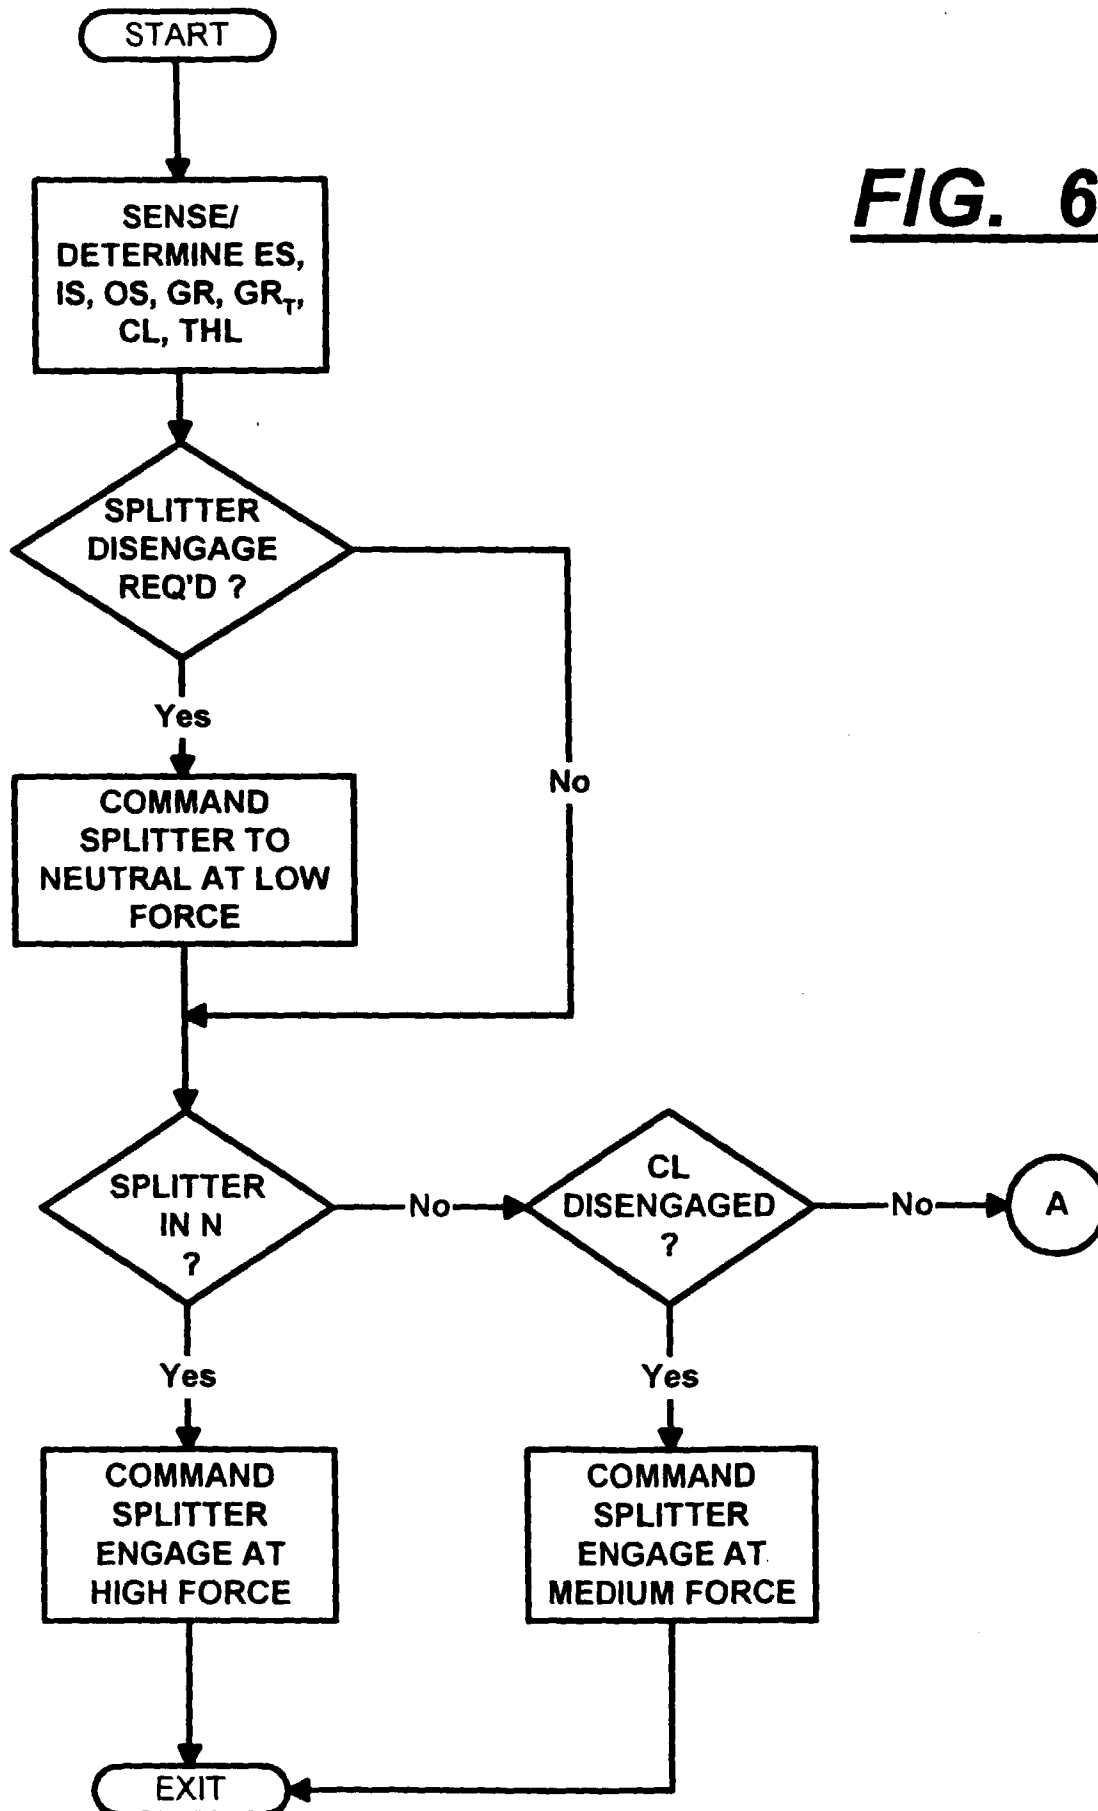 START
FIG. 6
SENSE/
DETERMINE ES,
IS, OS, GR, GR_T,
CL, THL
SPLITTER
DISENGAGE
REQ'D ?
Yes
No
COMMAND
SPLITTER TO
NEUTRAL AT LOW
FORCE
SPLITTER
IN N
?
No
CL
DISENGAGED
?
No
A
Yes
Yes
COMMAND
SPLITTER
ENGAGE AT
HIGH FORCE
COMMAND
SPLITTER
ENGAGE AT
MEDIUM FORCE
EXIT